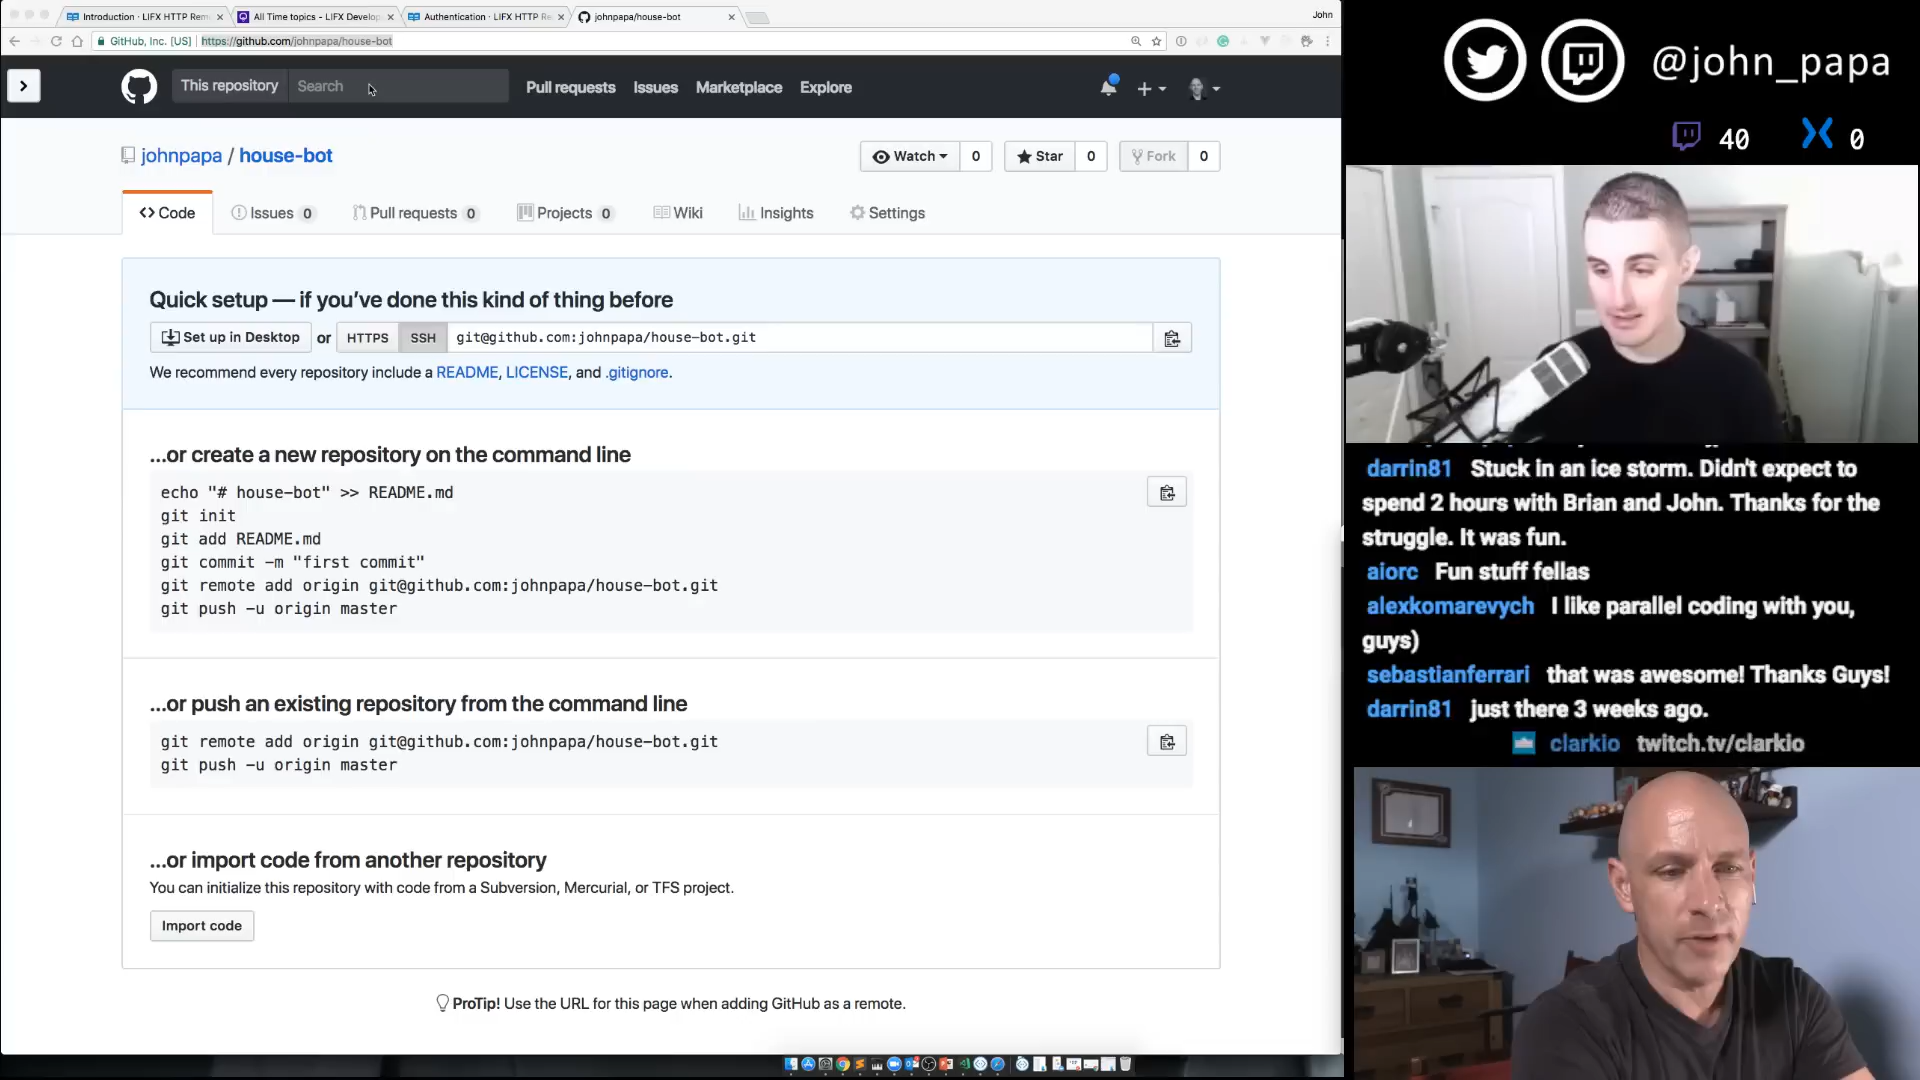 Introduction · LIFX HTTP Rem
All Time topics - LIFX Develop
Authentication · LIFX HTTP Re
johnpapa/house-bot
John
GitHub, Inc. [US]
https://github.com/johnpapa/house-bot
This repository
Search
Pull requests
Issues
Marketplace
Explore
johnpapa / house-bot
Watch
0
Star
0
Fork
0
Code
Issues 0
Pull requests 0
Projects 0
Wiki
Insights
Settings
Quick setup — if you’ve done this kind of thing before
Set up in Desktop
or
HTTPS
SSH
git@github.com:johnpapa/house-bot.git
We recommend every repository include a README, LICENSE, and .gitignore.
…or create a new repository on the command line
echo "# house-bot" >> README.md
git init
git add README.md
git commit -m "first commit"
git remote add origin git@github.com:johnpapa/house-bot.git
git push -u origin master
…or push an existing repository from the command line
git remote add origin git@github.com:johnpapa/house-bot.git
git push -u origin master
…or import code from another repository
You can initialize this repository with code from a Subversion, Mercurial, or TFS project.
Import code
ProTip! Use the URL for this page when adding GitHub as a remote.
@john_papa
40
0
darrin81 Stuck in an ice storm. Didn't expect to
spend 2 hours with Brian and John. Thanks for the
struggle. It was fun.
aiorc Fun stuff fellas
alexkomarevych I like parallel coding with you,
guys)
sebastianferrari that was awesome! Thanks Guys!
darrin81 just there 3 weeks ago.
clarkio twitch.tv/clarkio